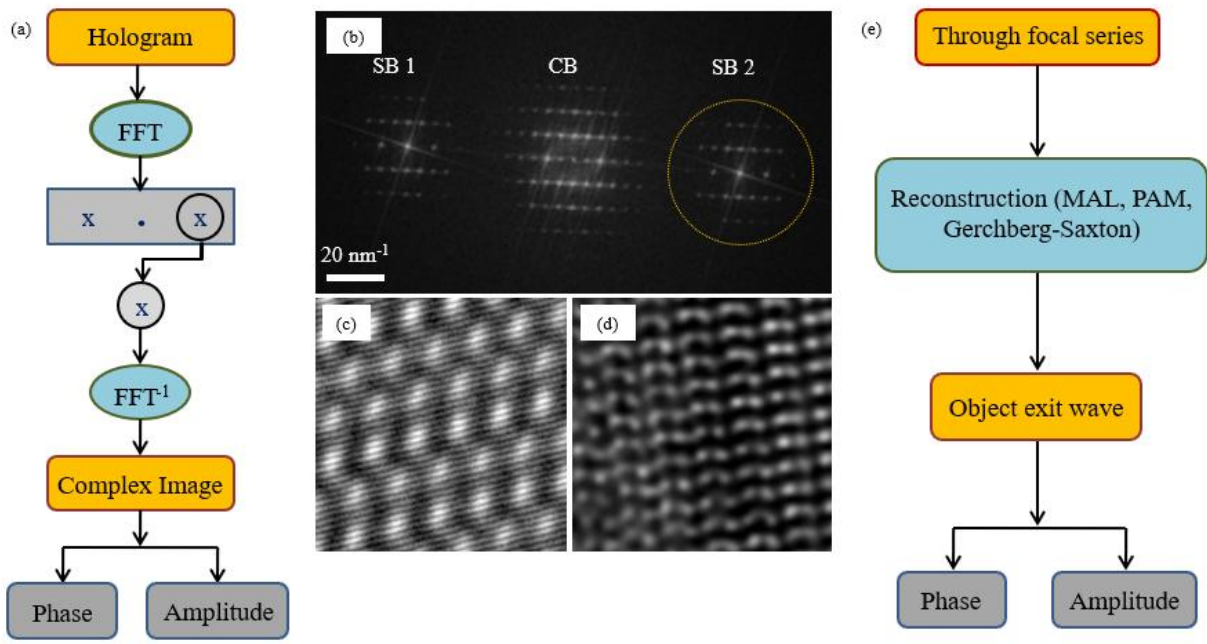 (a)
Hologram
FFT
x . x
x
FFT-1
Complex Image
Phase
Amplitude
(b)
SB 1
CB
SB 2
20 nm-1
(c)
(d)
(e)
Through focal series
Reconstruction (MAL, PAM,
Gerchberg-Saxton)
Object exit wave
Phase
Amplitude